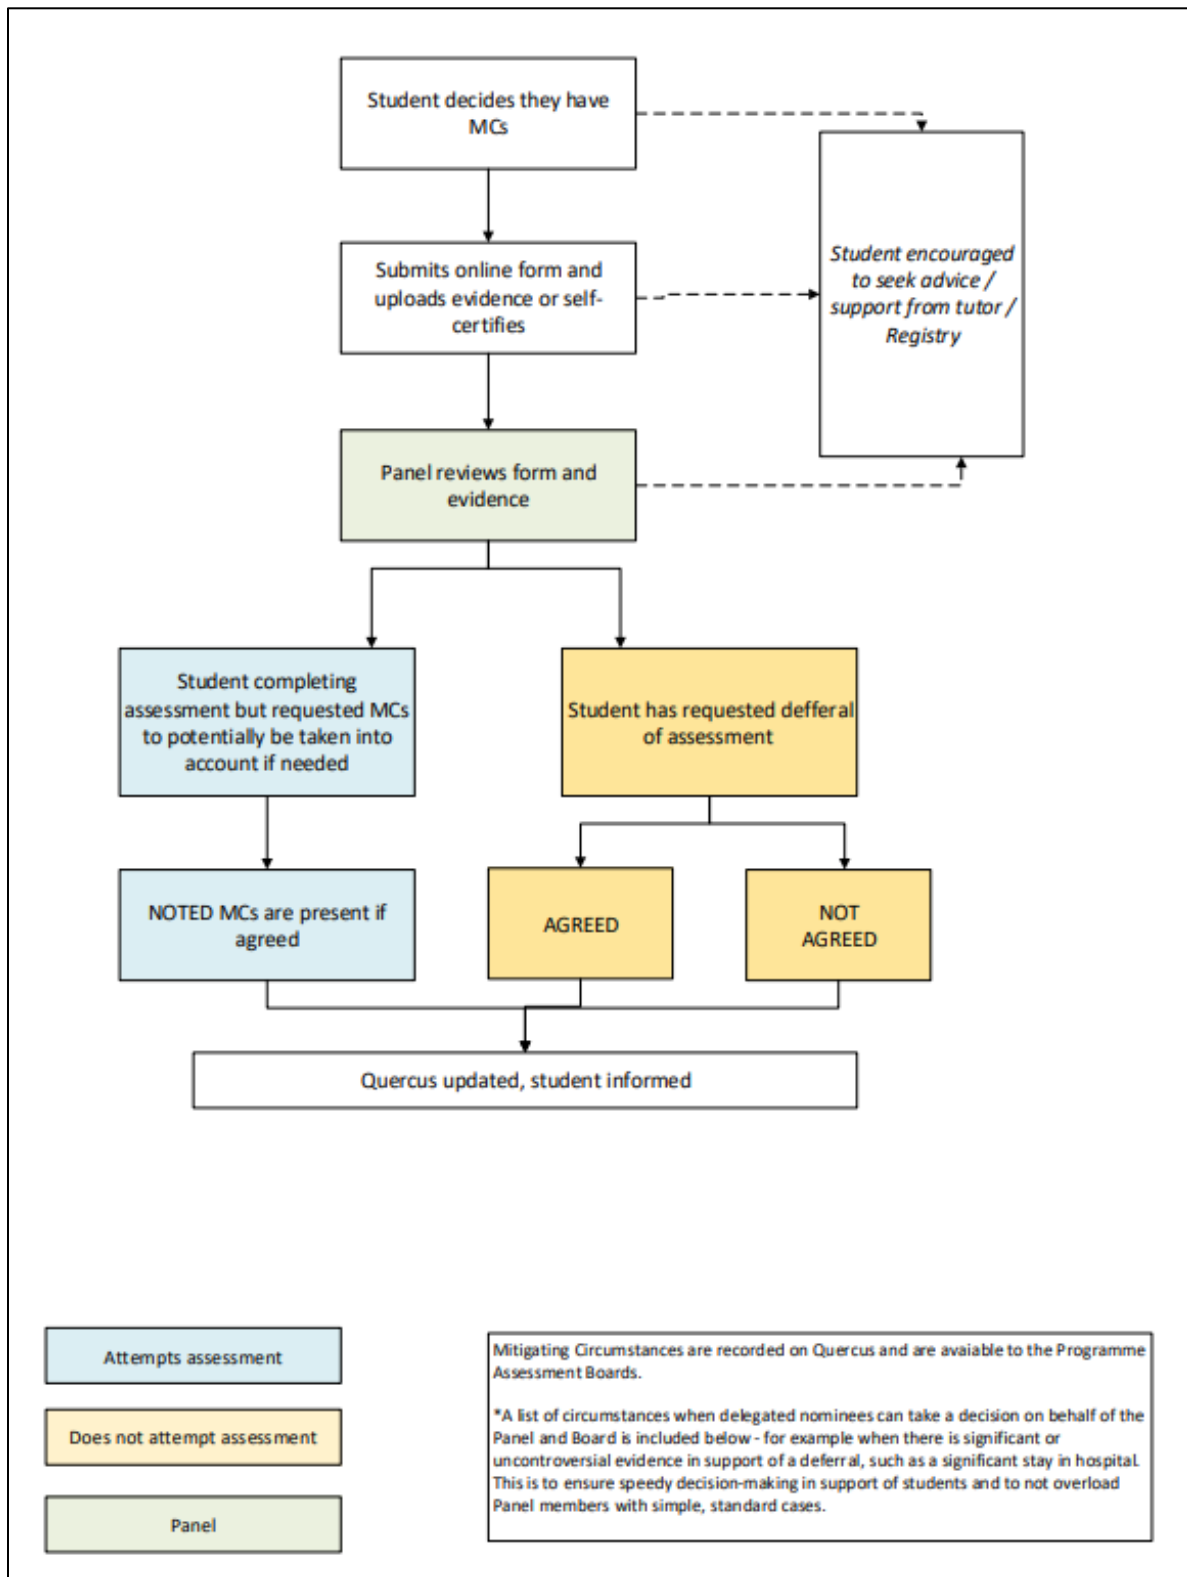 Student decides they have
MCs
Submits online form and
uploads evidence or self-
certifies
Student encouraged
to seek advice /
support from tutor /
Registry
Panel reviews form and
evidence
Student completing
assessment but requested MCs
to potentially be taken into
account if needed
Student has requested defferal
of assessment
NOTED MCs are present if
agreed
AGREED
NOT
AGREED
Quercus updated, student informed
Attempts assessment
Does not attempt assessment
Panel
Mitigating Circumstances are recorded on Quercus and are avaiable to the Programme
Assessment Boards.
*A list of circumstances when delegated nominees can take a decision on behalf of the
Panel and Board is included below - for example when there is significant or
uncontroversial evidence in support of a deferral, such as a significant stay in hospital.
This is to ensure speedy decision-making in support of students and to not overload
Panel members with simple, standard cases.